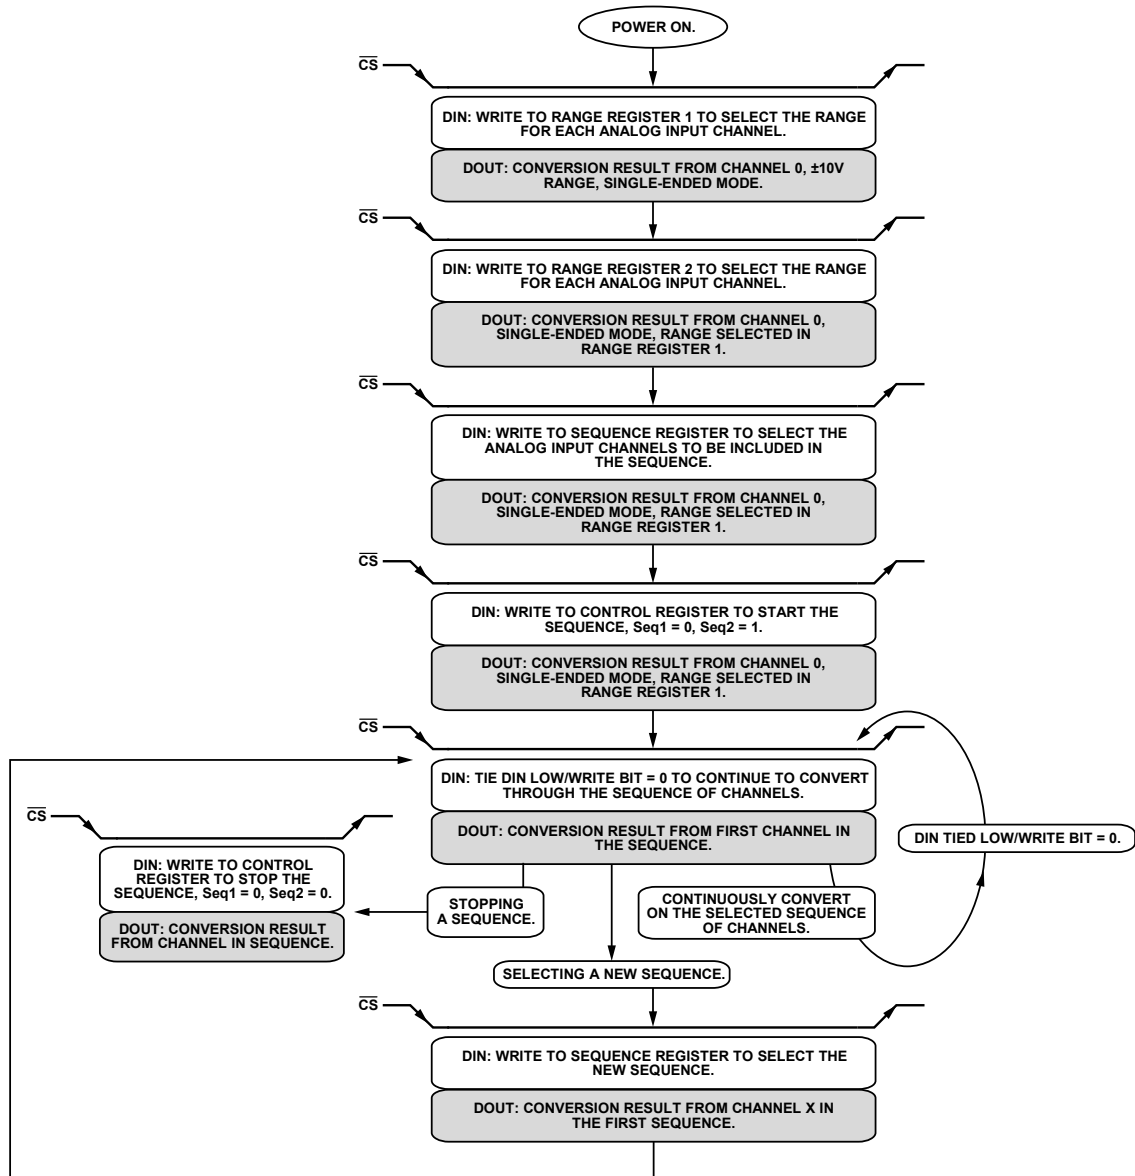 POWER ON.
CS
DIN: WRITE TO RANGE REGISTER 1 TO SELECT THE RANGE
FOR EACH ANALOG INPUT CHANNEL.
DOUT: CONVERSION RESULT FROM CHANNEL 0, ±10V
RANGE, SINGLE-ENDED MODE.
CS
DIN: WRITE TO RANGE REGISTER 2 TO SELECT THE RANGE
FOR EACH ANALOG INPUT CHANNEL.
DOUT: CONVERSION RESULT FROM CHANNEL 0,
SINGLE-ENDED MODE, RANGE SELECTED IN
RANGE REGISTER 1.
CS
DIN: WRITE TO SEQUENCE REGISTER TO SELECT THE
ANALOG INPUT CHANNELS TO BE INCLUDED IN
THE SEQUENCE.
DOUT: CONVERSION RESULT FROM CHANNEL 0,
SINGLE-ENDED MODE, RANGE SELECTED IN
RANGE REGISTER 1.
CS
DIN: WRITE TO CONTROL REGISTER TO START THE
SEQUENCE, Seq1 = 0, Seq2 = 1.
DOUT: CONVERSION RESULT FROM CHANNEL 0,
SINGLE-ENDED MODE, RANGE SELECTED IN
RANGE REGISTER 1.
CS
DIN: TIE DIN LOW/WRITE BIT = 0 TO CONTINUE TO CONVERT
THROUGH THE SEQUENCE OF CHANNELS.
DOUT: CONVERSION RESULT FROM FIRST CHANNEL IN
THE SEQUENCE.
DIN TIED LOW/WRITE BIT = 0.
CS
DIN: WRITE TO CONTROL
REGISTER TO STOP THE
SEQUENCE, Seq1 = 0, Seq2 = 0.
DOUT: CONVERSION RESULT
FROM CHANNEL IN SEQUENCE.
STOPPING
A SEQUENCE.
CONTINUOUSLY CONVERT
ON THE SELECTED SEQUENCE
OF CHANNELS.
SELECTING A NEW SEQUENCE.
CS
DIN: WRITE TO SEQUENCE REGISTER TO SELECT THE
NEW SEQUENCE.
DOUT: CONVERSION RESULT FROM CHANNEL X IN
THE FIRST SEQUENCE.